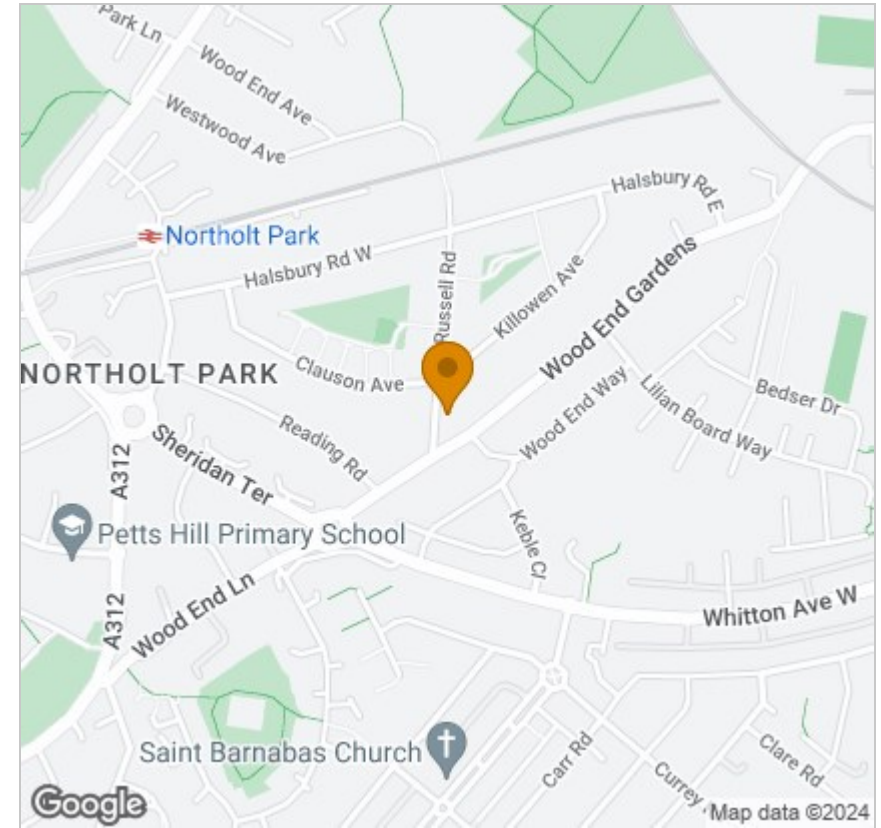 Park Ln
Wood End Ave
Westwood Ave
Halsbury Rd E
Northolt Park
Halsbury Rd W
Russell Rd
Killowen Ave
Wood End Gardens
NORTHOLT PARK
Clauson Ave
Wood End Way
Lilian Board Way
Bedser Dr
Reading Rd
Sheridan Ter
A312
Petts Hill Primary School
Keble Cl
A312
Wood End Ln
Whitton Ave W
Saint Barnabas Church
Carr Rd
Clare Rd
Currey
Google
Map data ©2024